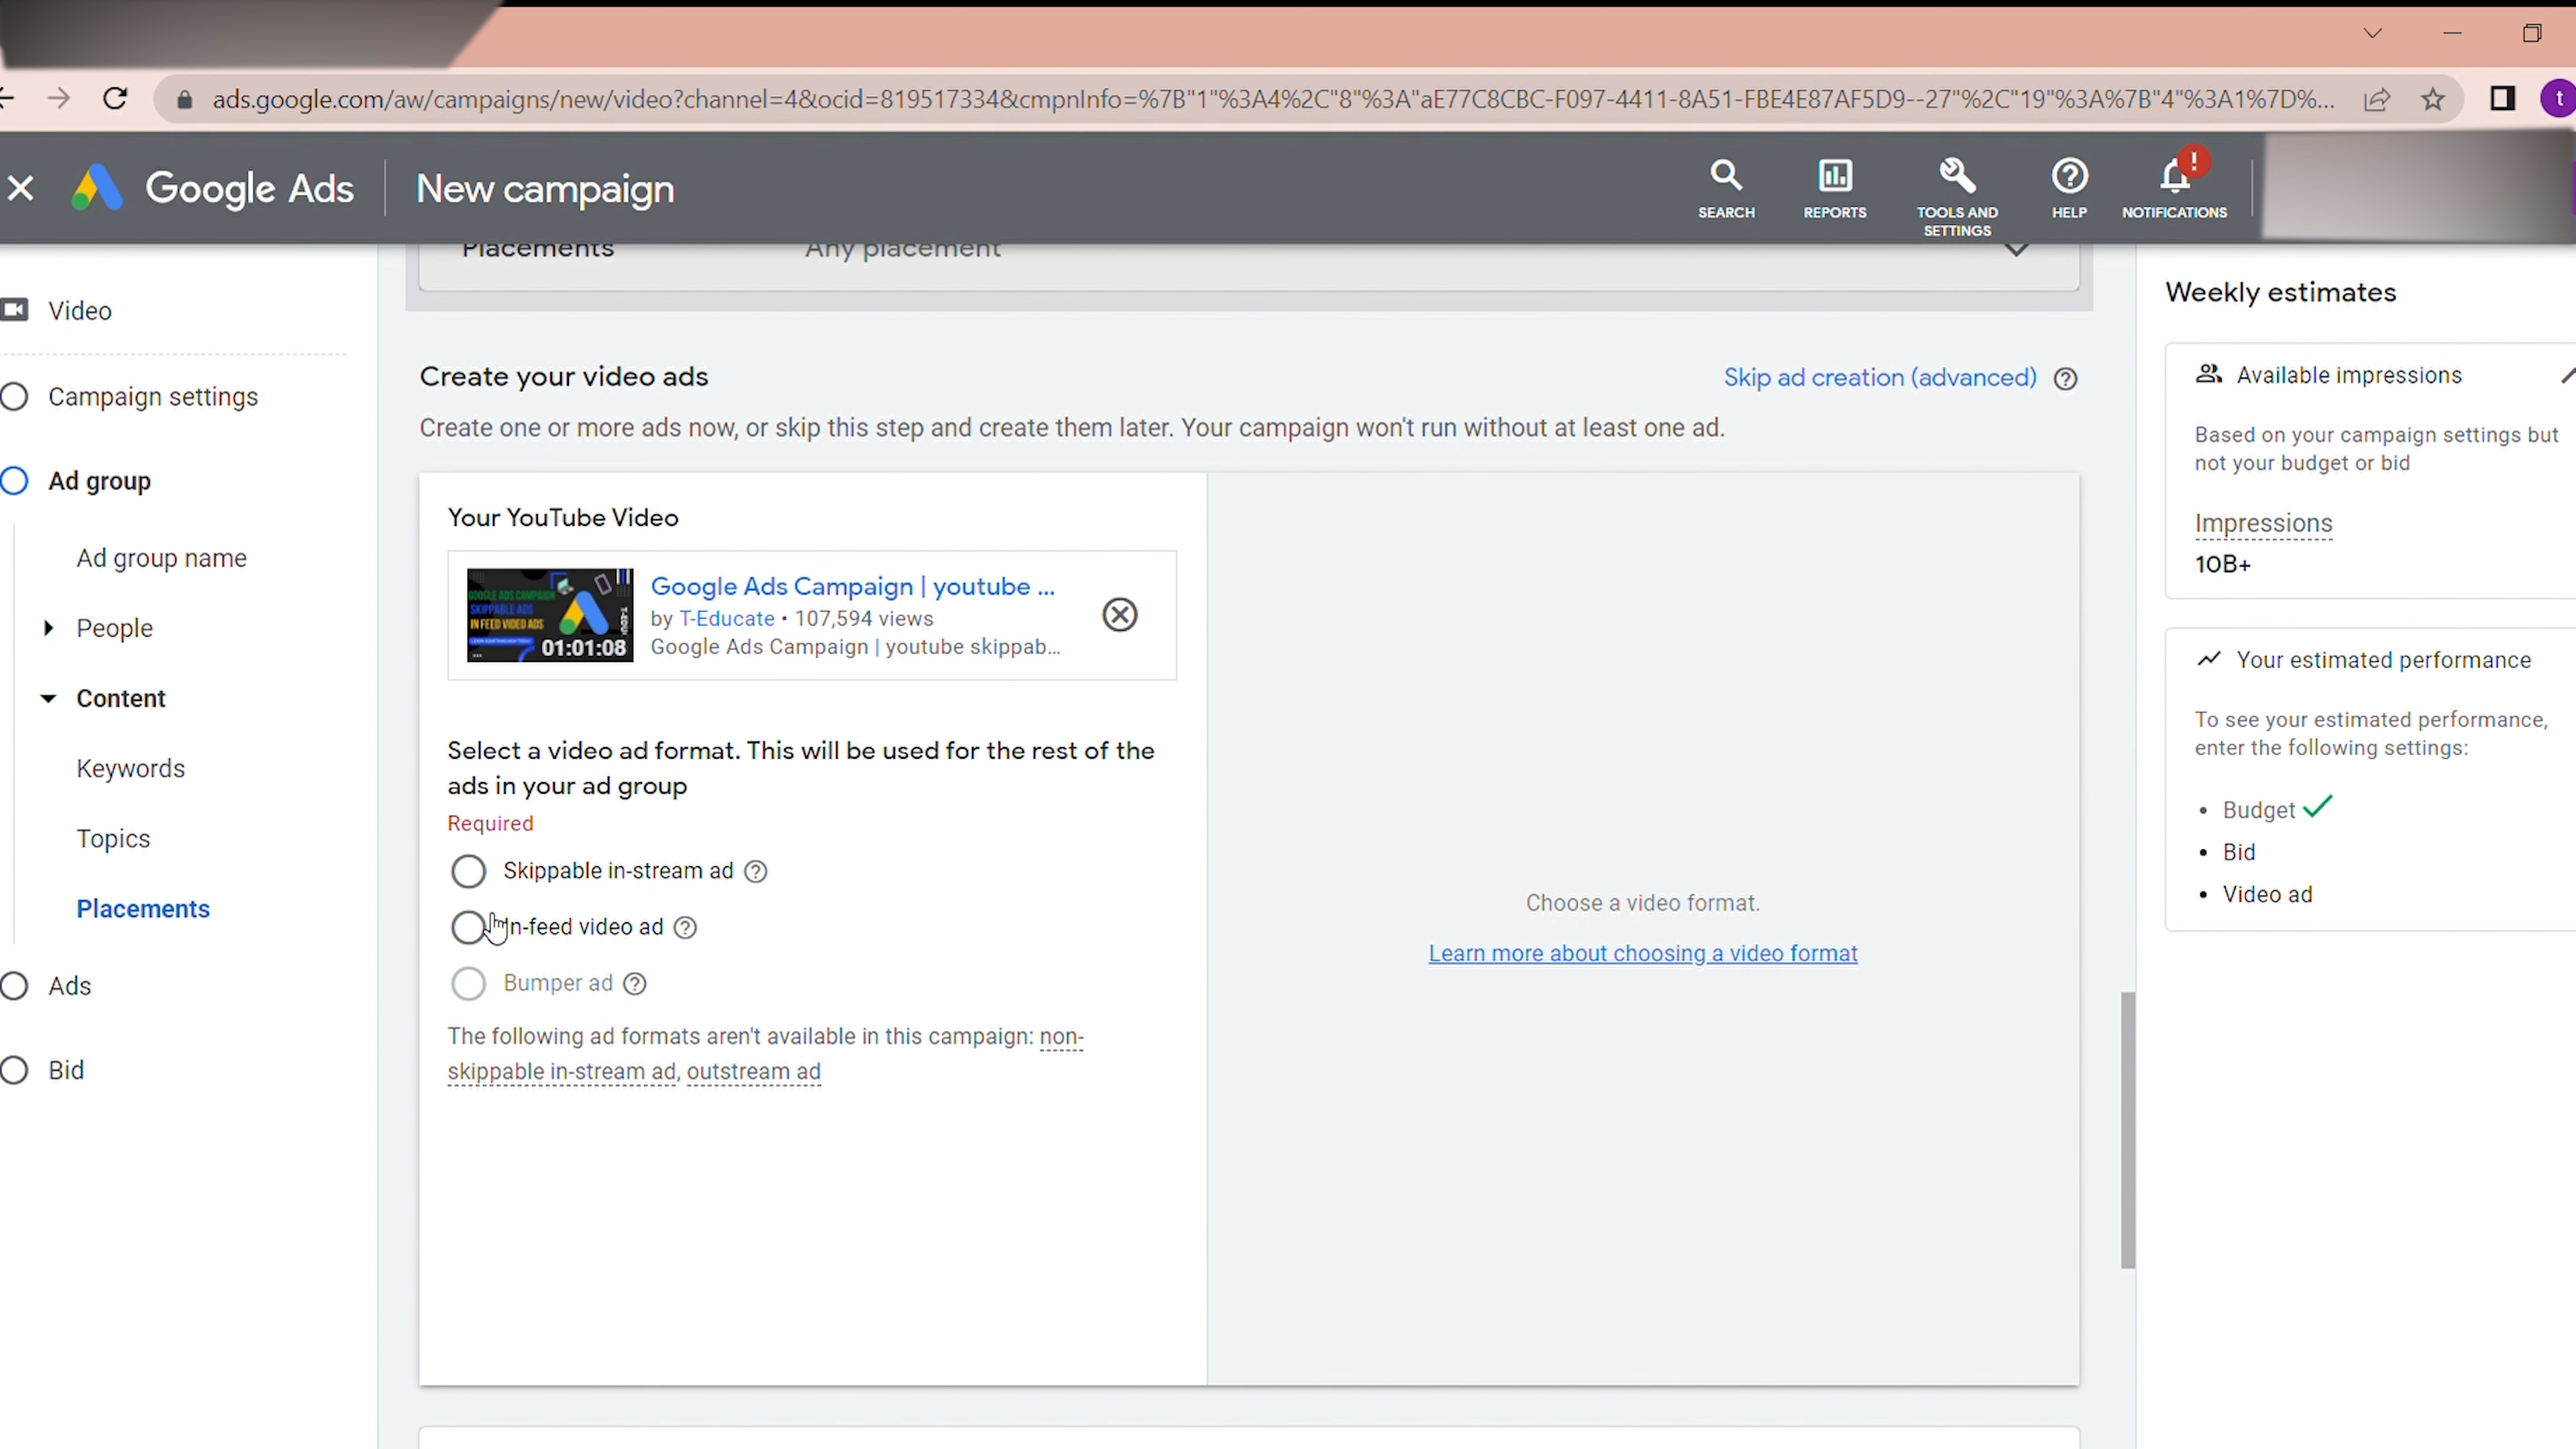 ads.google.com/aw/campaigns/new/video?channel=4&ocid=819517334&cmpnInfo=%7B"1"%3A4%2C"8"%3A"aE77C8CBC-F097-4411-8A51-FBE4E87AF5D9--27"%2C"19"%3A%7B"4"%3A1%7D%...
t
Google Ads
New campaign
SEARCH
REPORTS
TOOLS AND
SETTINGS
HELP
NOTIFICATIONS
Placements
Any placement
Video
Campaign settings
Ad group
Ad group name
People
Content
Keywords
Topics
Placements
Ads
Bid
Create your video ads
Skip ad creation (advanced)
Create one or more ads now, or skip this step and create them later. Your campaign won't run without at least one ad.
Your YouTube Video
GOOGLE ADS CAMPAIGN
SKIPPABLE ADS
IN FEED VIDEO ADS
01:01:08
Google Ads Campaign | youtube ...
by T-Educate • 107,594 views
Google Ads Campaign | youtube skippab...
Select a video ad format. This will be used for the rest of the
ads in your ad group
Required
Skippable in-stream ad
In-feed video ad
Bumper ad
The following ad formats aren't available in this campaign: non-
skippable in-stream ad, outstream ad
Choose a video format.
Learn more about choosing a video format
Weekly estimates
Available impressions
Based on your campaign settings but
not your budget or bid
Impressions
10B+
Your estimated performance
To see your estimated performance,
enter the following settings:
• Budget
• Bid
• Video ad